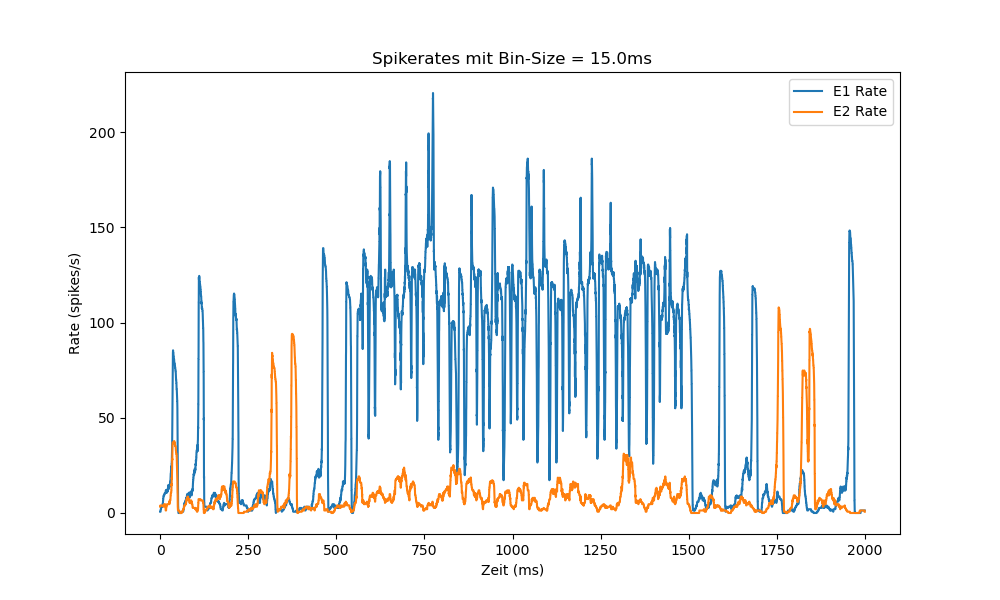 Spikerates mit Bin-Size = 15.0ms
E1 Rate
E2 Rate
Rate (spikes/s)
200
150
100
50
0
0 250 500 750 1000 1250 1500 1750 2000
Zeit (ms)